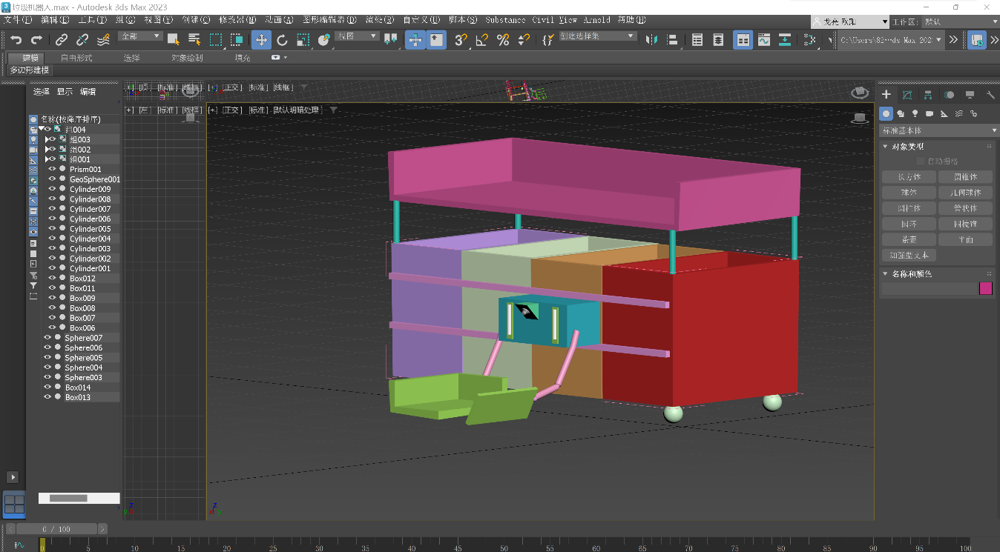 垃圾机器人.max - Autodesk 3ds Max 2023
文件(F) 编辑(E) 工具(T) 组(G) 视图(V) 创建(C) 修改器(M) 动画(A) 图形编辑器(D) 渲染(R) 自定义(U) 脚本(S) Substance Civil View Arnold 帮助(H)
龙亮 欧阳 工作区: 默认
全部 视图 创建选择集 C:\Users\82··ds Max 202
建模 自由形式 选择 对象绘制 填充
多边形建模
选择 显示 编辑
[+] [顶] [标准] [线框] [+] [正交] [标准] [线框]
[+] [左] [标准] [线框] [+] [正交] [标准] [默认明暗处理]
名称(按降序排序)
组004
组003
组002
组001
Prism001
GeoSphere001
Cylinder009
Cylinder008
Cylinder007
Cylinder006
Cylinder005
Cylinder004
Cylinder003
Cylinder002
Cylinder001
Box012
Box011
Box009
Box008
Box007
Box006
Sphere007
Sphere006
Sphere005
Sphere004
Sphere003
Box014
Box013
标准基本体
对象类型
自动栅格
长方体 圆锥体
球体 几何球体
圆柱体 管状体
圆环 四棱锥
茶壶 平面
加强型文本
名称和颜色
0 / 100
0 5 10 15 20 25 30 35 40 45 50 55 60 65 70 75 80 85 90 95 100